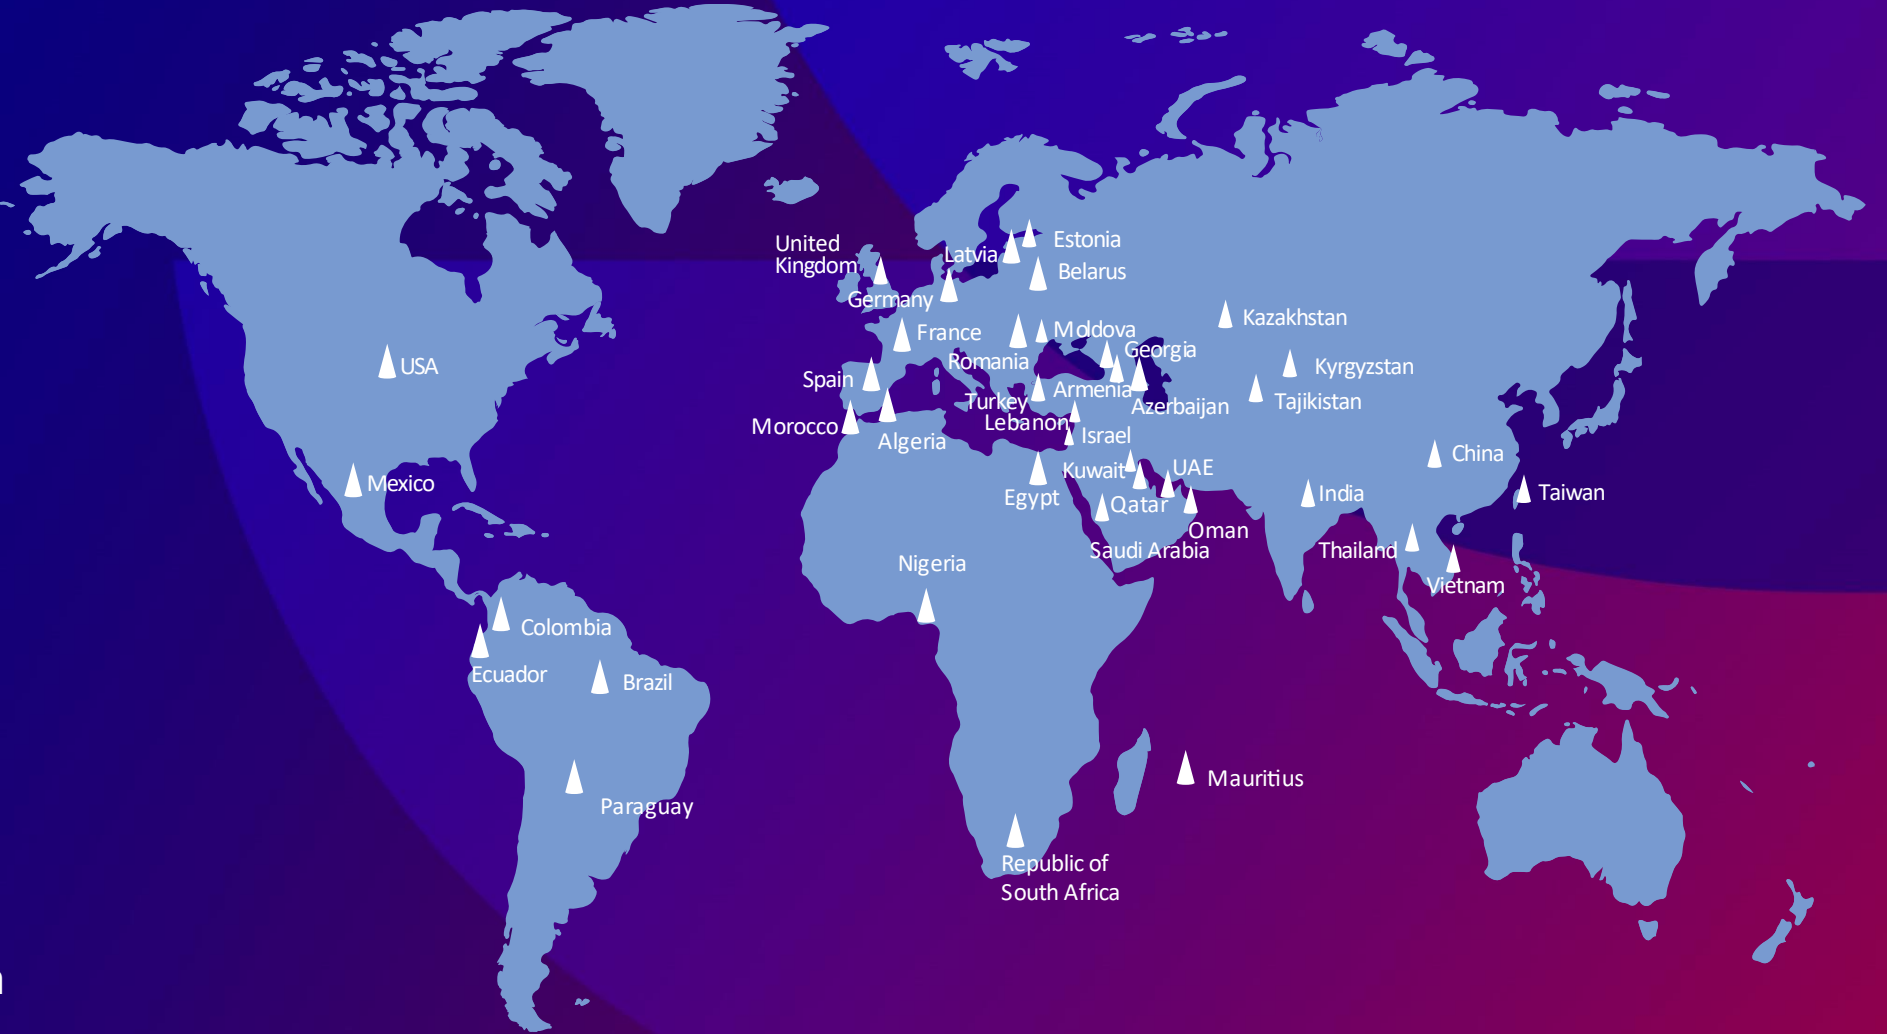 United
Kingdom
Latvia
Estonia
Belarus
Germany
France
Moldova
Kazakhstan
Romania
Georgia
USA
Spain
Kyrgyzstan
Turkey
Armenia
Azerbaijan
Tajikistan
Lebanon
Morocco
Algeria
Israel
China
Mexico
Kuwait
UAE
Egypt
Qatar
India
Taiwan
Oman
Saudi Arabia
Thailand
Nigeria
Vietnam
Colombia
Ecuador
Brazil
Mauritius
Paraguay
Republic of
South Africa